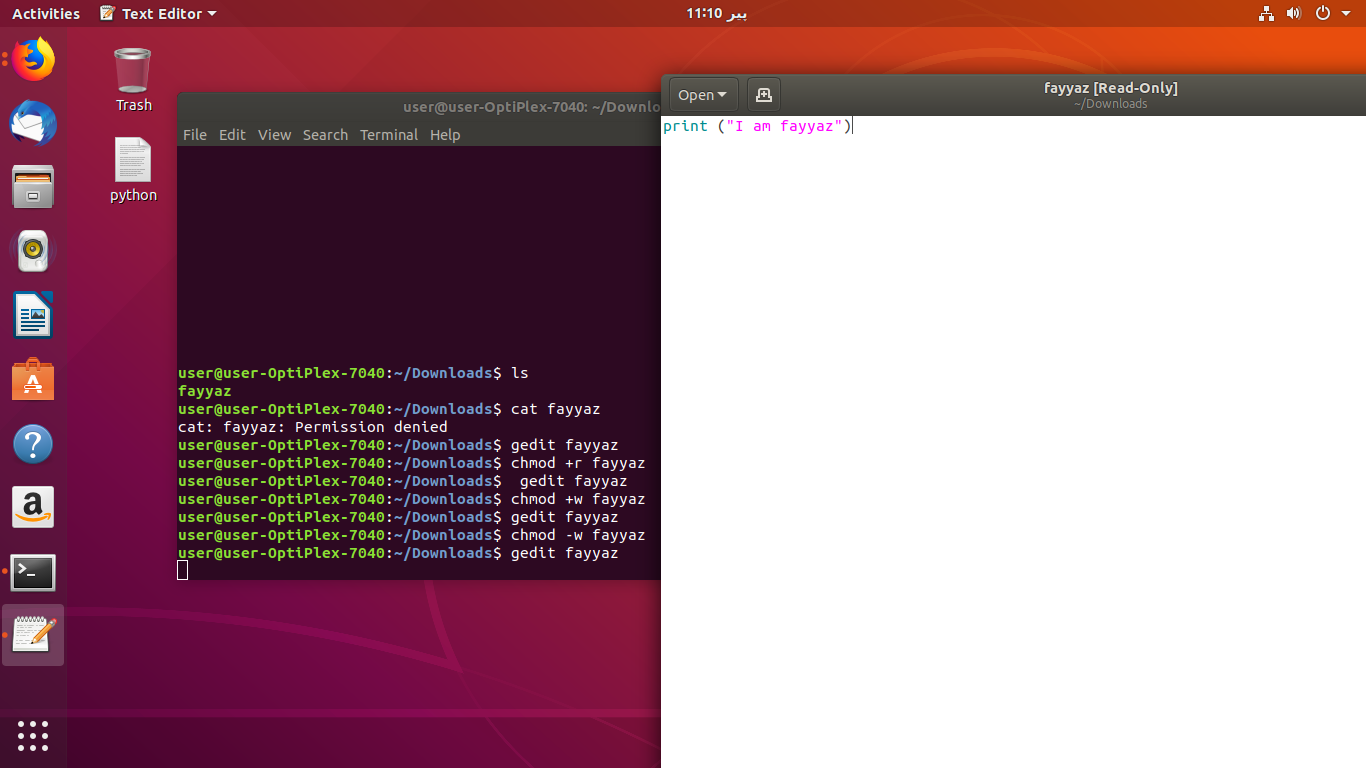 Activities
Text Editor
پیر 11:10
Trash
python
user@user-OptiPlex-7040: ~/Downlo
File Edit View Search Terminal Help
user@user-OptiPlex-7040:~/Downloads$ ls
fayyaz
user@user-OptiPlex-7040:~/Downloads$ cat fayyaz
cat: fayyaz: Permission denied
user@user-OptiPlex-7040:~/Downloads$ gedit fayyaz
user@user-OptiPlex-7040:~/Downloads$ chmod +r fayyaz
user@user-OptiPlex-7040:~/Downloads$  gedit fayyaz
user@user-OptiPlex-7040:~/Downloads$ chmod +w fayyaz
user@user-OptiPlex-7040:~/Downloads$ gedit fayyaz
user@user-OptiPlex-7040:~/Downloads$ chmod -w fayyaz
user@user-OptiPlex-7040:~/Downloads$ gedit fayyaz
Open
fayyaz [Read-Only]
~/Downloads
print ("I am fayyaz")